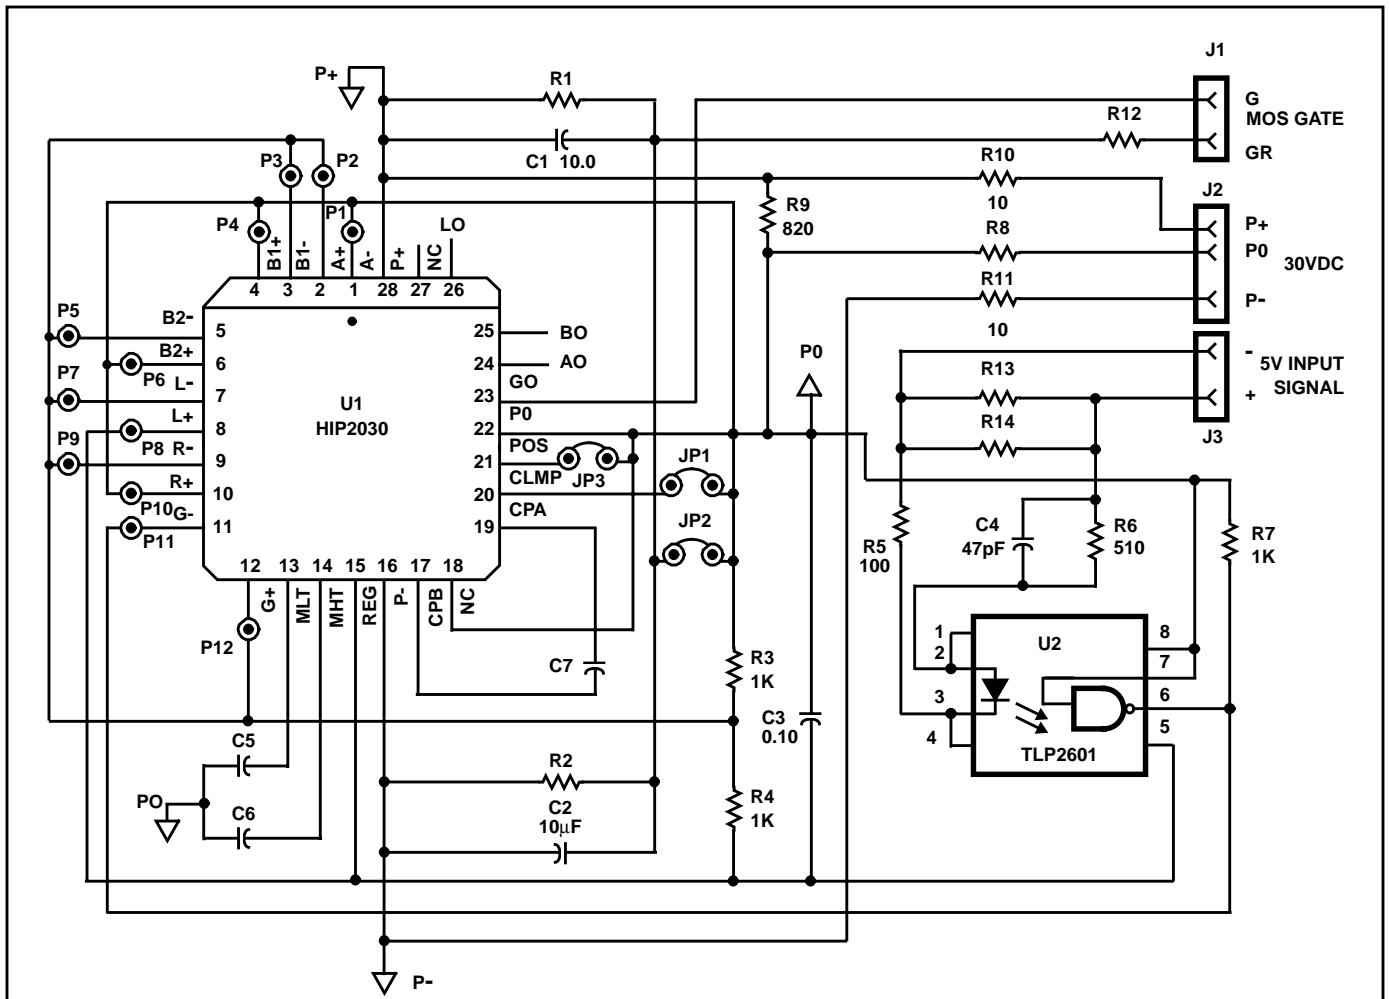 J1
P+
R1
G
MOS GATE
R12
GR
C1 10.0
P3
P2
R10
10
J2
P4
P1
LO
R9
820
P+
R8
P0
30VDC
B1+
B1-
A+
A-
P+
NC
4
3
2
1
28
27
26
R11
10
P-
P5
B2-
5
25
BO
B2+
6
24
AO
P0
-
5V INPUT
SIGNAL
P7
P6
L-
7
GO
23
R13
+
U1
HIP2030
L+
8
P0
22
R14
J3
P9
P8
R-
9
POS
21
JP3
JP1
R+
10
CLMP
20
P10
G-
11
CPA
19
JP2
P11
C4
47pF
R6
510
R7
1K
R5
100
12
13
14
15
16
17
18
G+
MLT
MHT
REG
P-
CPB
NC
P12
C7
R3
1K
1
2
3
4
U2
8
7
6
5
TLP2601
C3
0.10
C5
R2
PO
C6
C2
10µF
R4
1K
P-